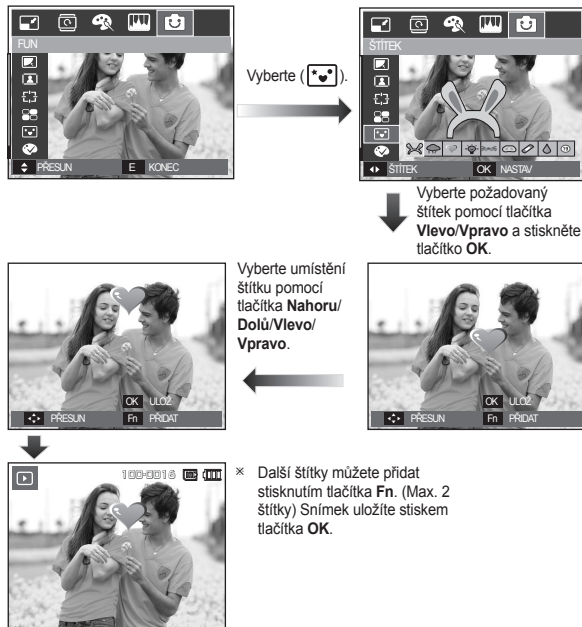 FUN
PŘESUN
E KONEC
Vyberte ( ).
ŠTÍTEK
ŠTÍTEK
OK NASTAV
Vyberte požadovaný
štítek pomocí tlačítka
Vlevo/Vpravo a stiskněte
tlačítko OK.
OK ULOŽ
PŘESUN Fn PŘIDAT
Vyberte umístění
štítku pomocí
tlačítka Nahoru/
Dolů/Vlevo/
Vpravo.
OK ULOŽ
PŘESUN Fn PŘIDAT
100-0016
※ Další štítky můžete přidat
stisknutím tlačítka Fn. (Max. 2
štítky) Snímek uložíte stiskem
tlačítka OK.